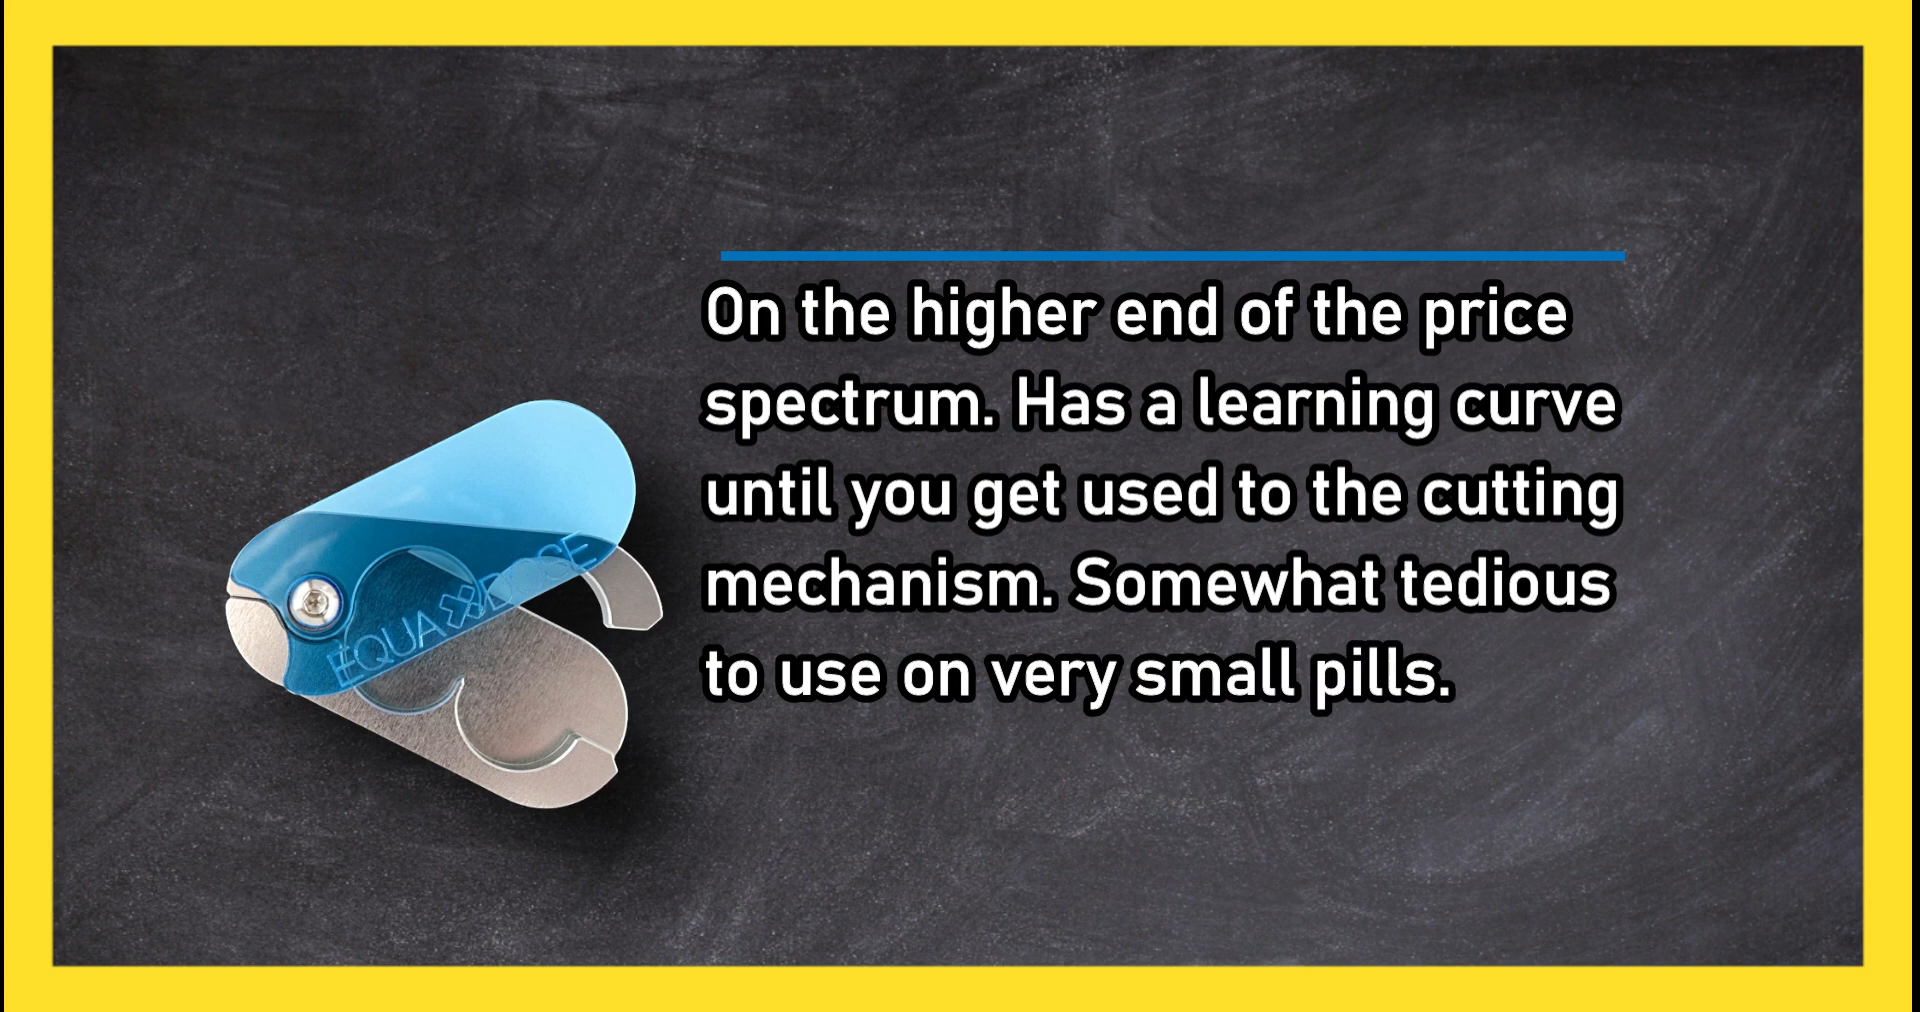 On the higher end of the price
spectrum. Has a learning curve
until you get used to the cutting
mechanism. Somewhat tedious
to use on very small pills.
EQUADOSE